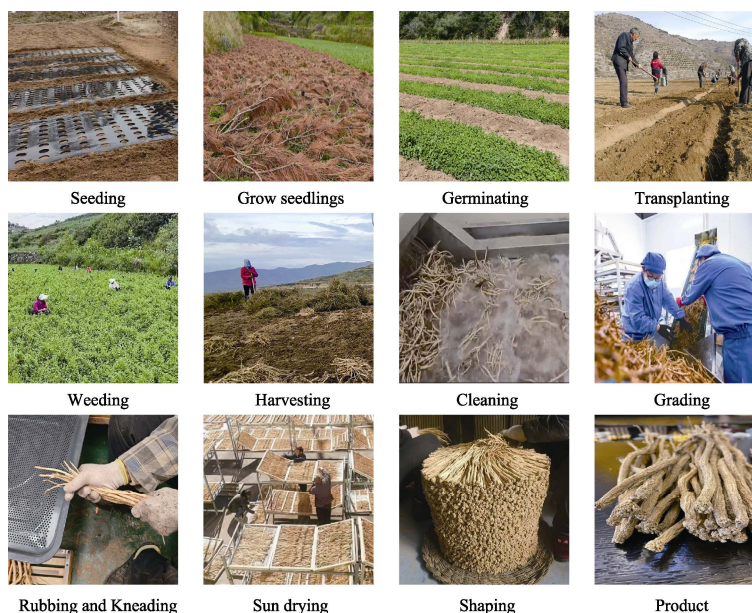 Seeding
Grow seedlings
Germinating
Transplanting
Weeding
Harvesting
Cleaning
Grading
Rubbing and Kneading
Sun drying
Shaping
Product